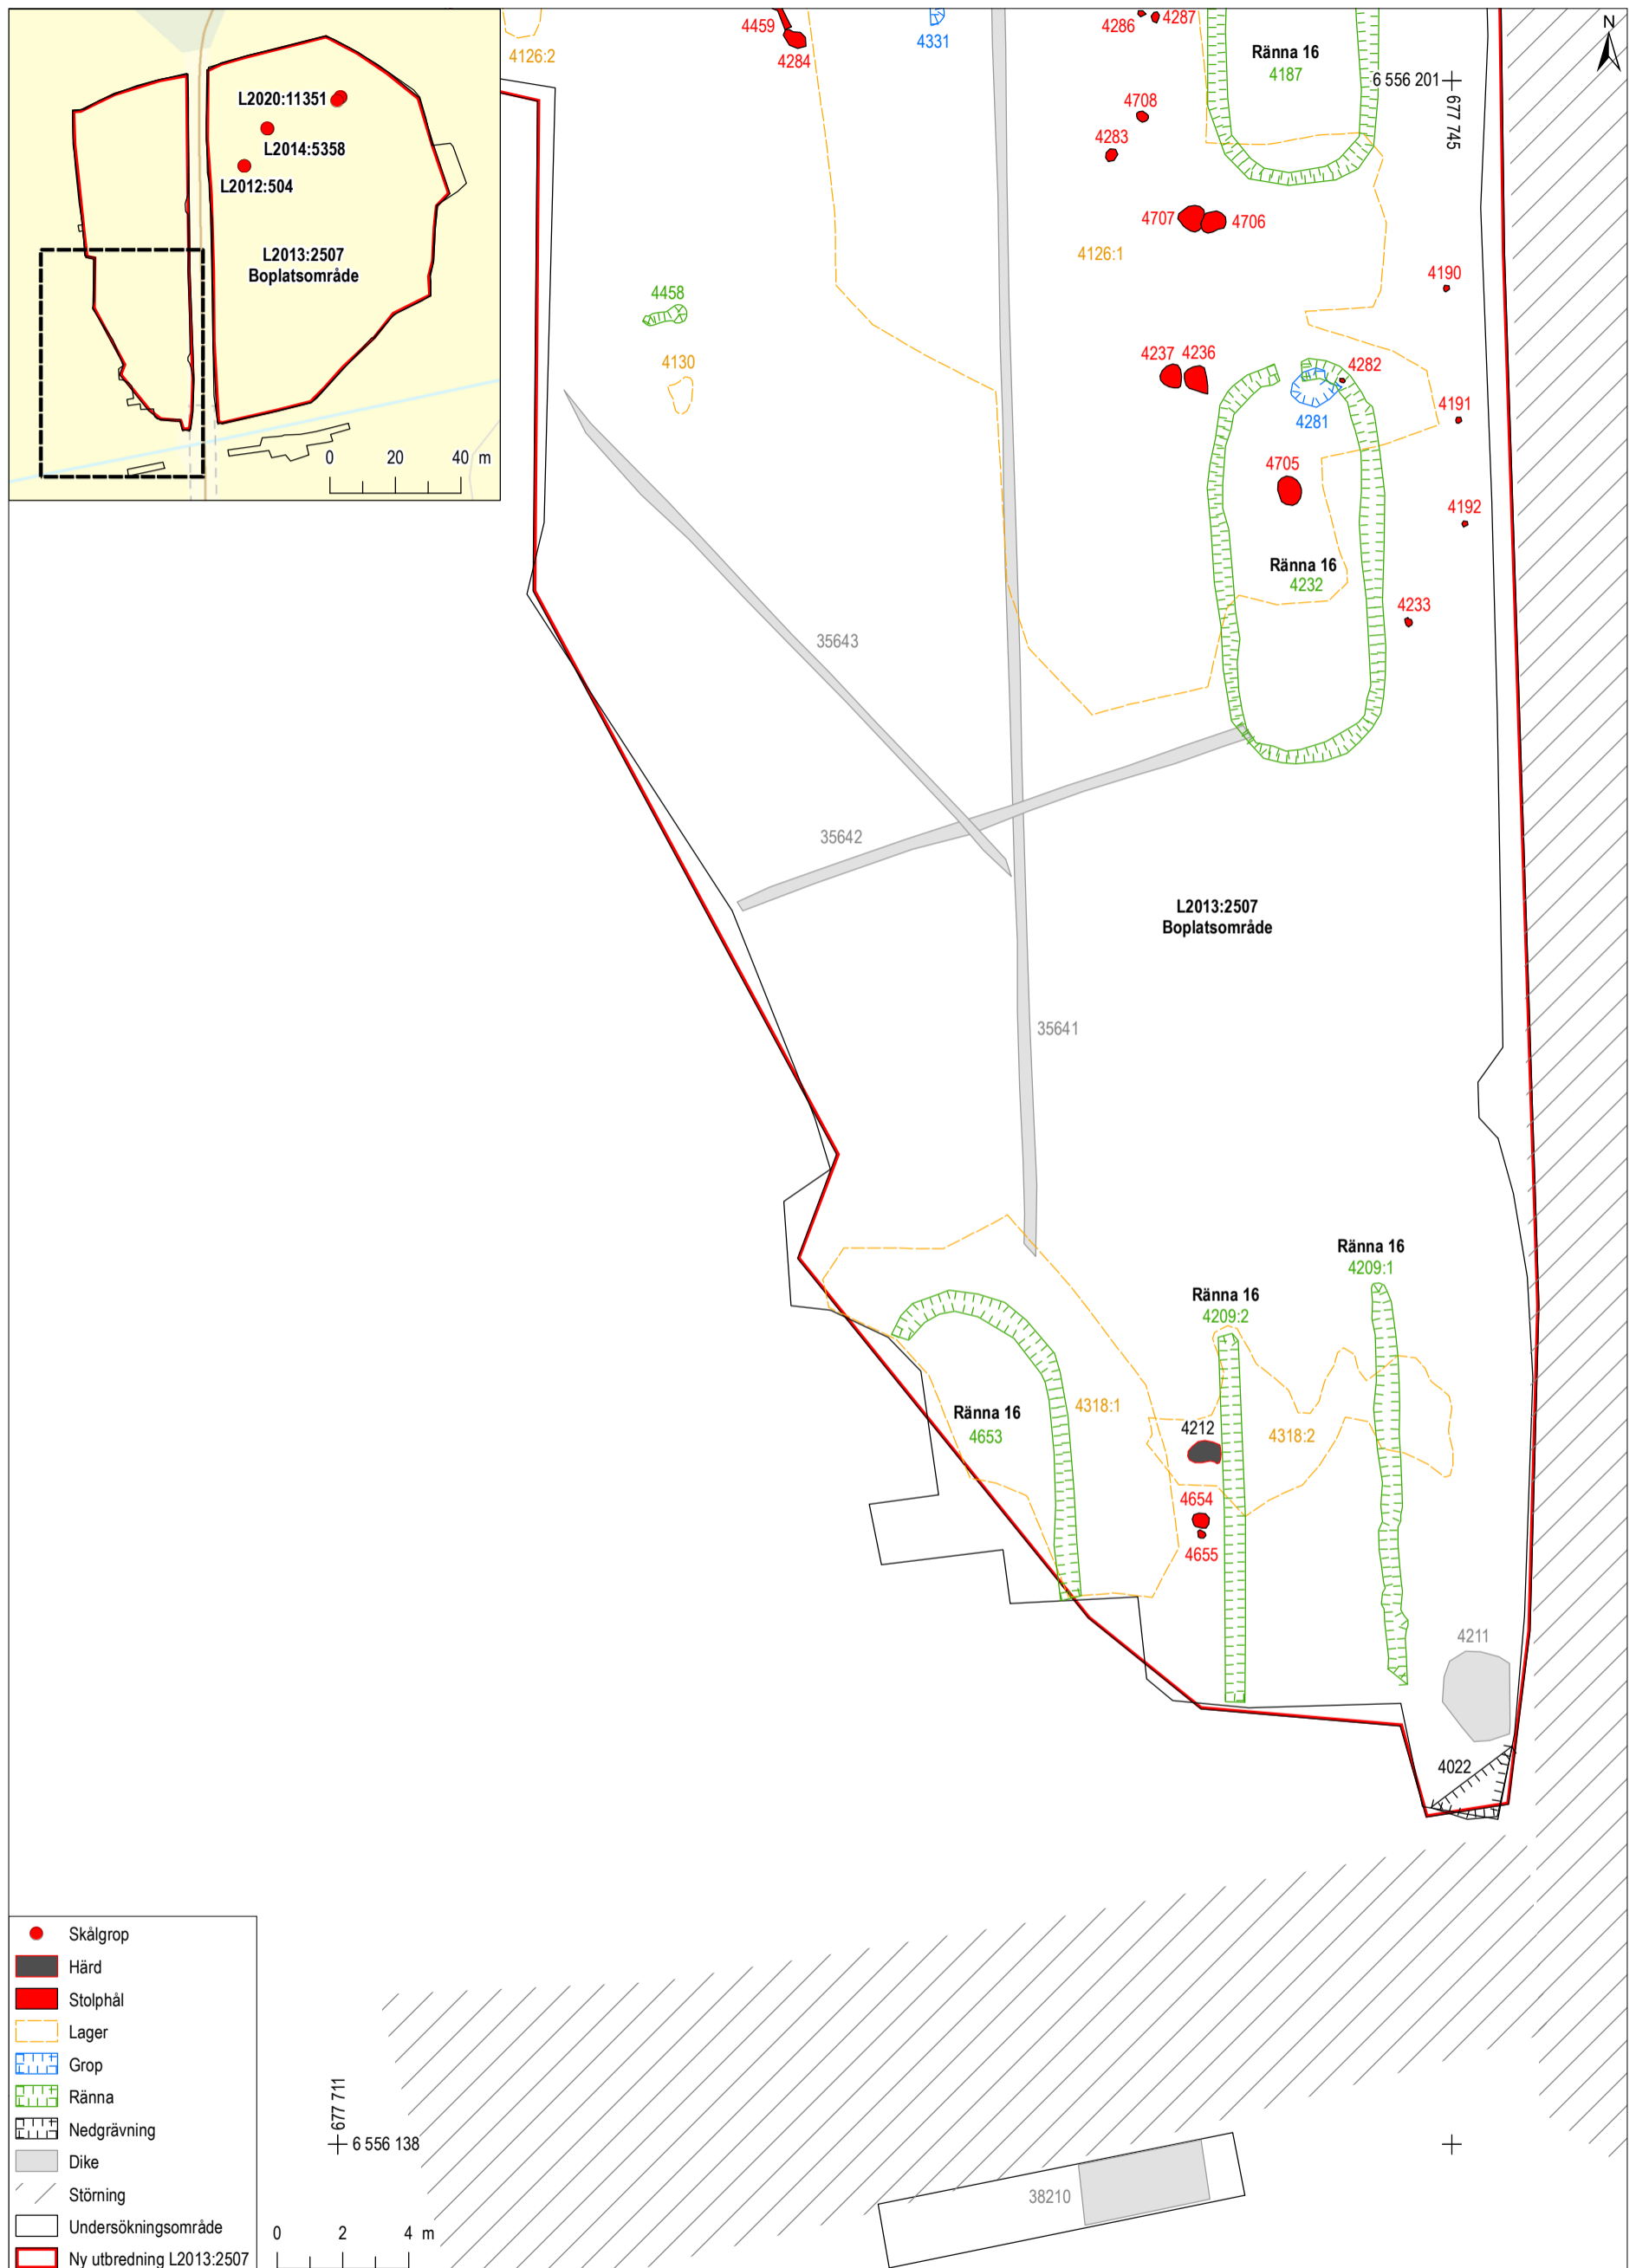 L2020:11351
L2014:5358
L2012:504
L2013:2507
Boplatsområde
0 20 40 m
4126:2
4459
4284
4331
4286
4287
Ränna 16
4187
N
6 556 201
677 745
4708
4283
4707
4706
4126:1
4190
4458
4130
4237
4236
4282
4281
4191
4705
4192
Ränna 16
4232
4233
35643
35642
L2013:2507
Boplatsområde
35641
Ränna 16
4209:1
Ränna 16
4209:2
Ränna 16
4653
4318:1
4212
4318:2
4654
4655
4211
4022
Skålgrop
Härd
Stolphål
Lager
Grop
Ränna
Nedgrävning
Dike
Störning
Undersökningsområde
Ny utbredning L2013:2507
677 711
6 556 138
38210
0 2 4 m